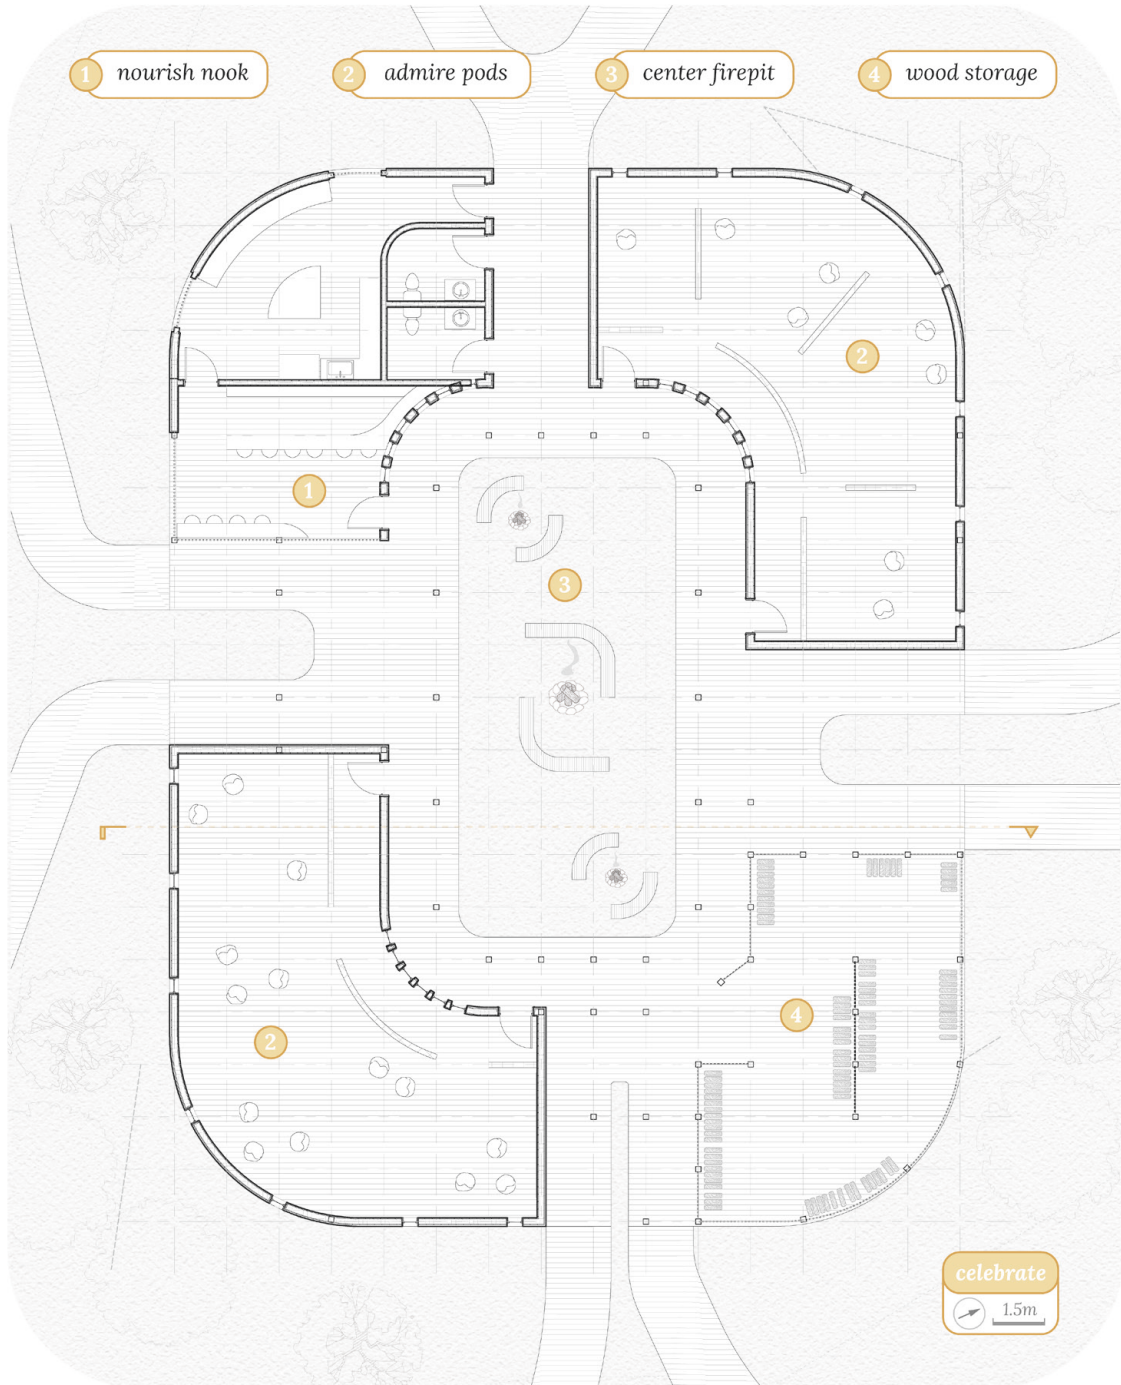 1 nourish nook
2 admire pods
3 center firepit
4 wood storage
2
1
3
4
2
celebrate
1.5m